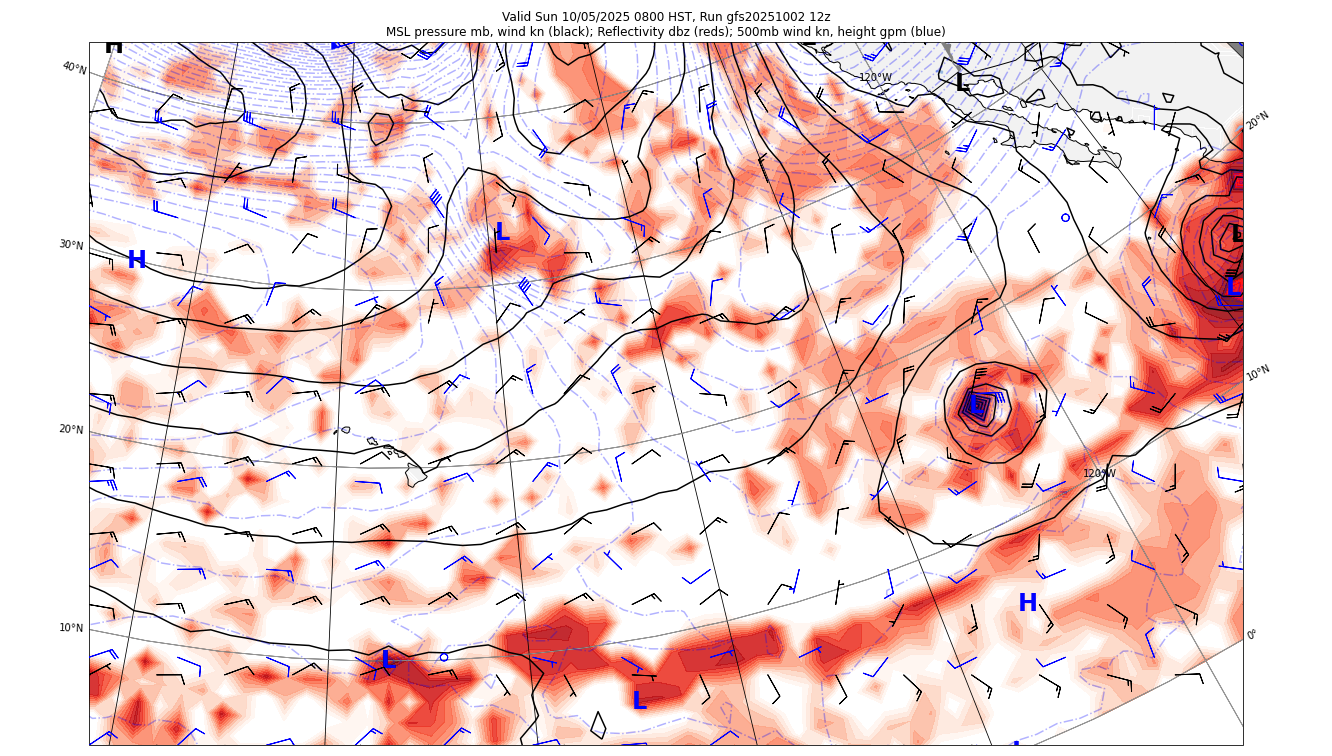 Valid Sun 10/05/2025 0800 HST, Run gfs20251002 12z
MSL pressure mb, wind kn (black); Reflectivity dbz (reds); 500mb wind kn, height gpm (blue)
H
40°N
120°W
L
20°N
L
30°N
H
L
L
10°N
L
20°N
120°W
H
10°N
0°
L
L